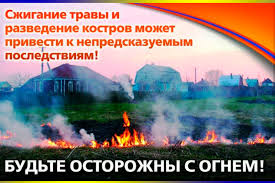 Сжигание травы и
разведение костров может
привести к непредсказуемым
последствиям!
БУДЬТЕ ОСТОРОЖНЫ С ОГНЕМ!